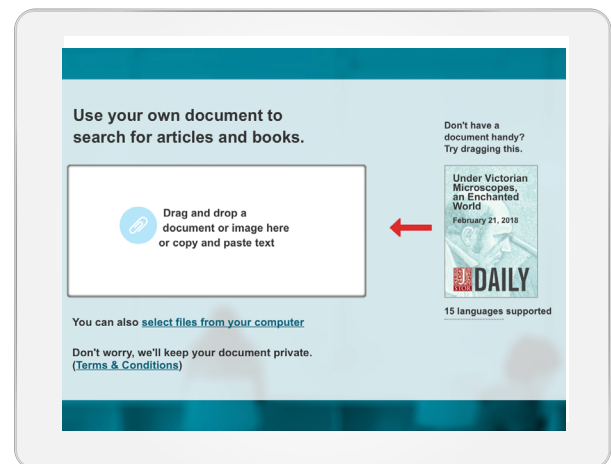 Use your own document to
search for articles and books.
Drag and drop a
document or image here
or copy and paste text
You can also select files from your computer
Don't worry, we'll keep your document private.
(Terms & Conditions)
Don't have a
document handy?
Try dragging this.
Under Victorian
Microscopes,
an Enchanted
World
February 21, 2018
JSTOR DAILY
15 languages supported